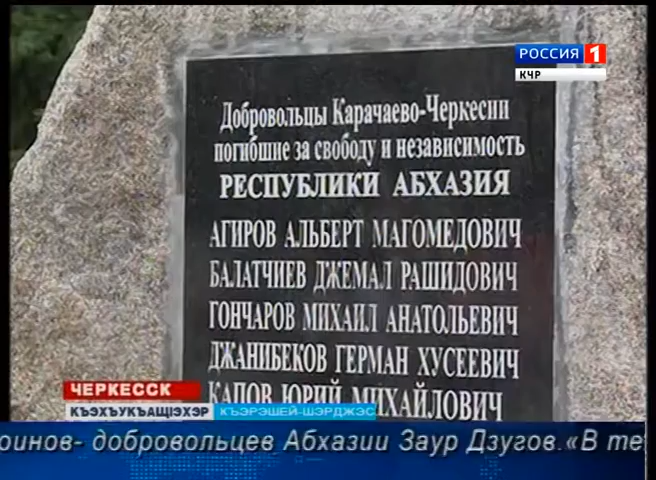 РОССИЯ 1
КЧР
Добровольцы Карачаево-Черкесии
погибшие за свободу и независимость
РЕСПУБЛИКИ АБХАЗИЯ
АГИРОВ АЛЬБЕРТ МАГОМЕДОВИЧ
БАЛАТЧИЕВ ДЖЕМАЛ РАШИДОВИЧ
ГОНЧАРОВ МИХАИЛ АНАТОЛЬЕВИЧ
ДЖАНИБЕКОВ ГЕРМАН ХУСЕЕВИЧ
КАПОВ ЮРИЙ МИХАЙЛОВИЧ
ЧЕРКЕССК
КЪЭХЪУКЪАЩIЭХЭР КЪЭРЭШЕЙ-ШЭРДЖЭС
оинов- добровольцев Абхазии Заур Дзугов.«В те